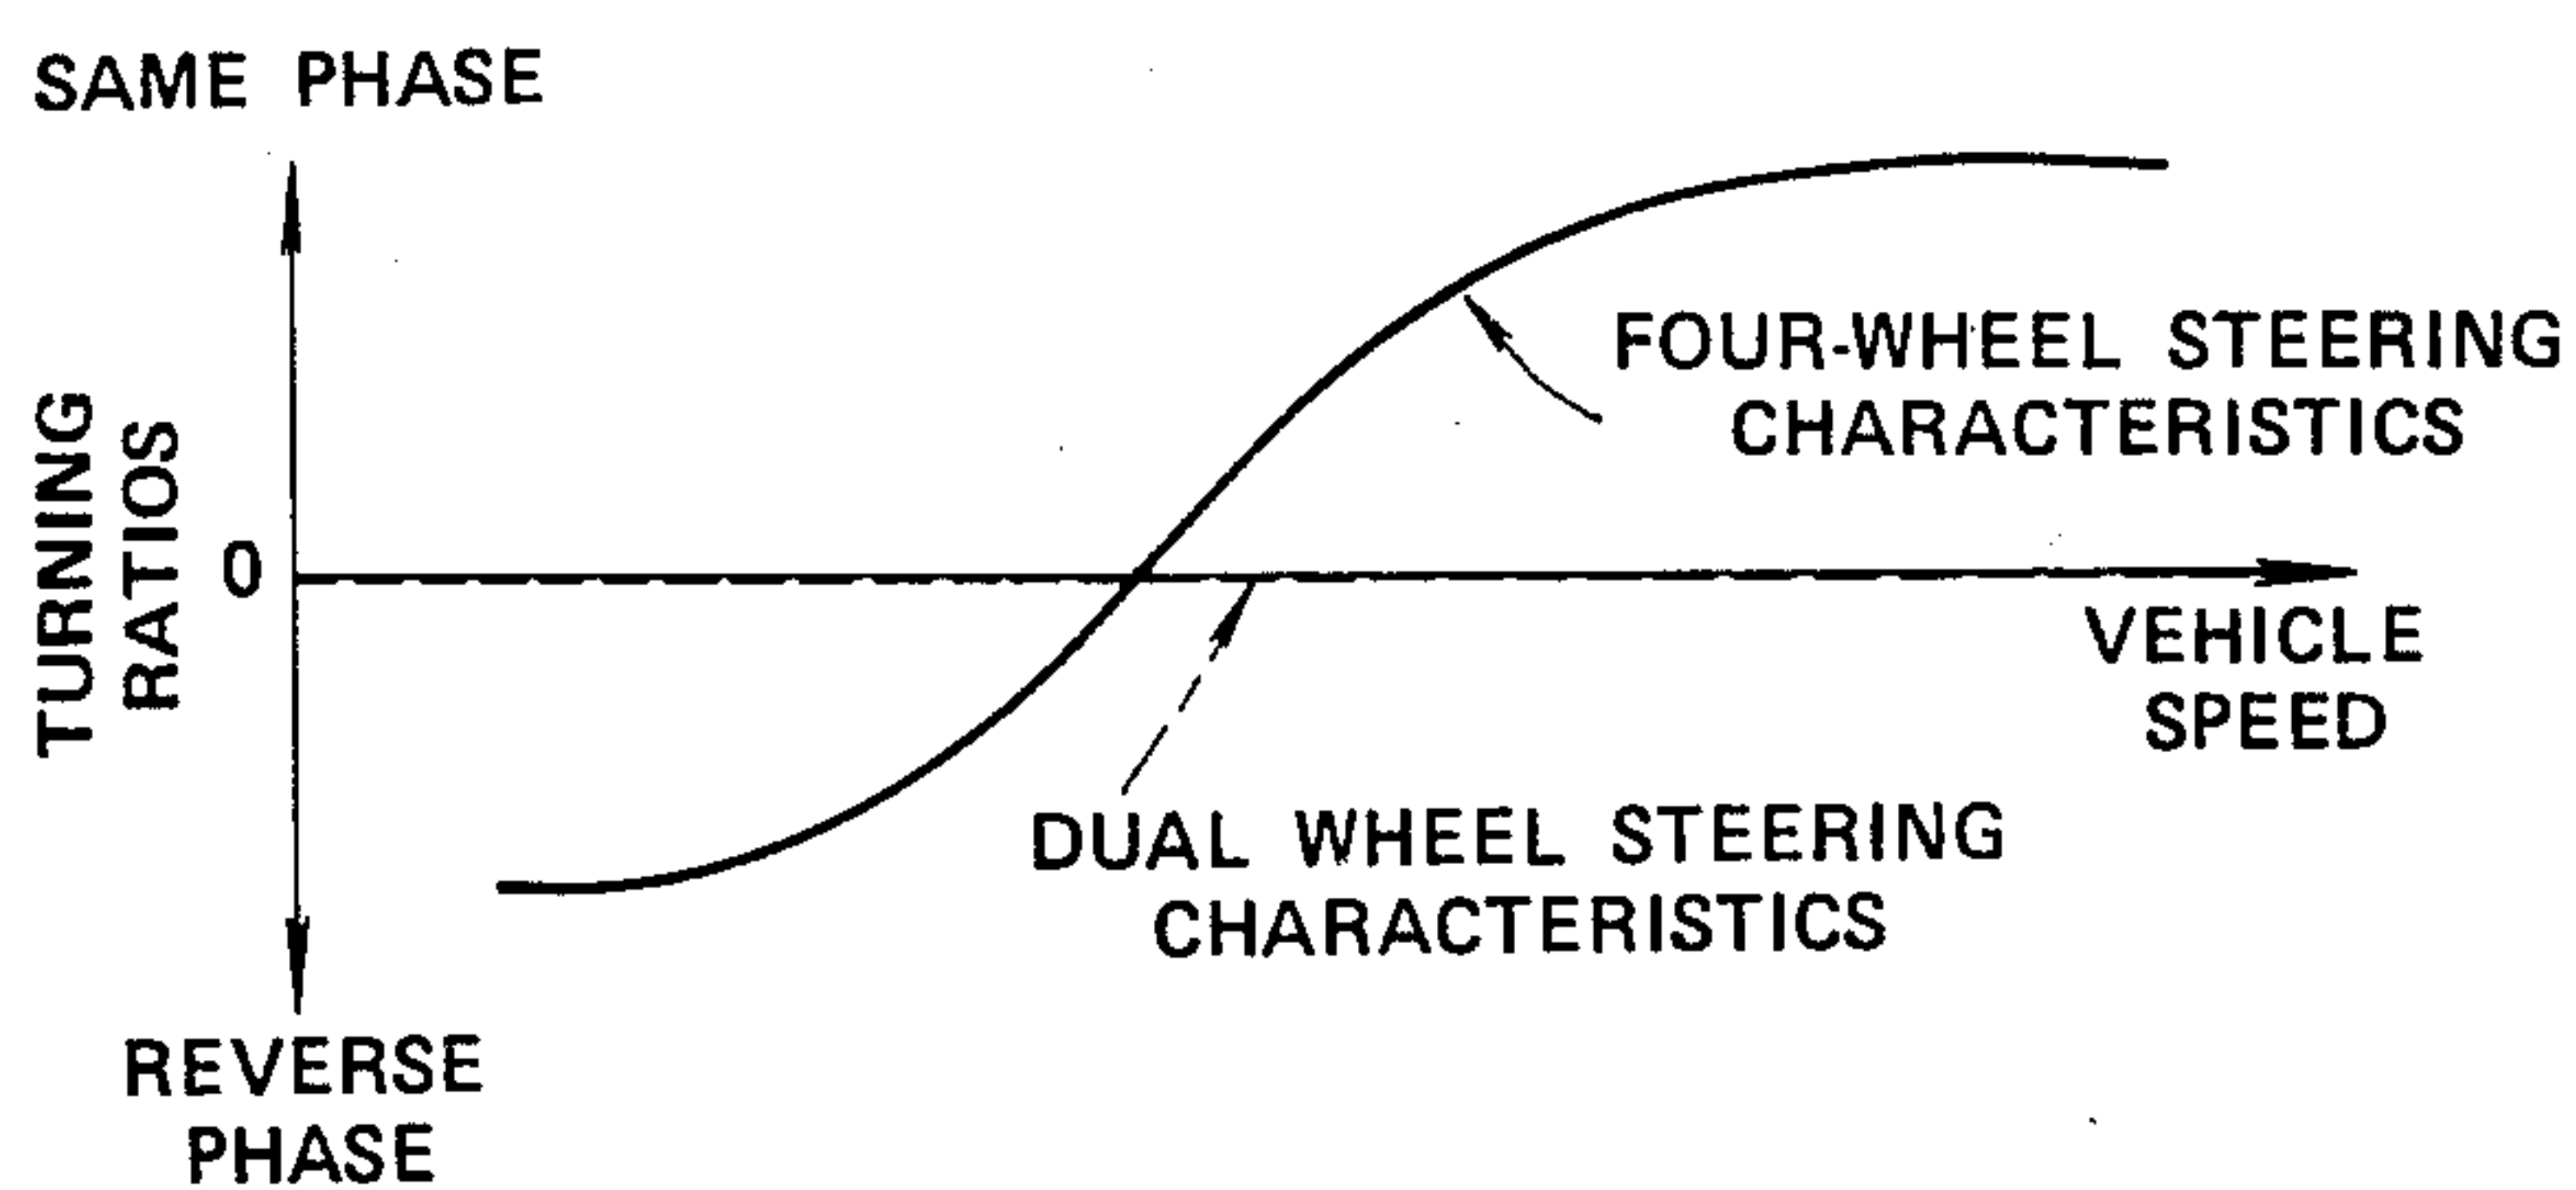 SAME PHASE
TURNING
RATIOS
0
FOUR-WHEEL STEERING
CHARACTERISTICS
VEHICLE
SPEED
DUAL WHEEL STEERING
CHARACTERISTICS
REVERSE
PHASE